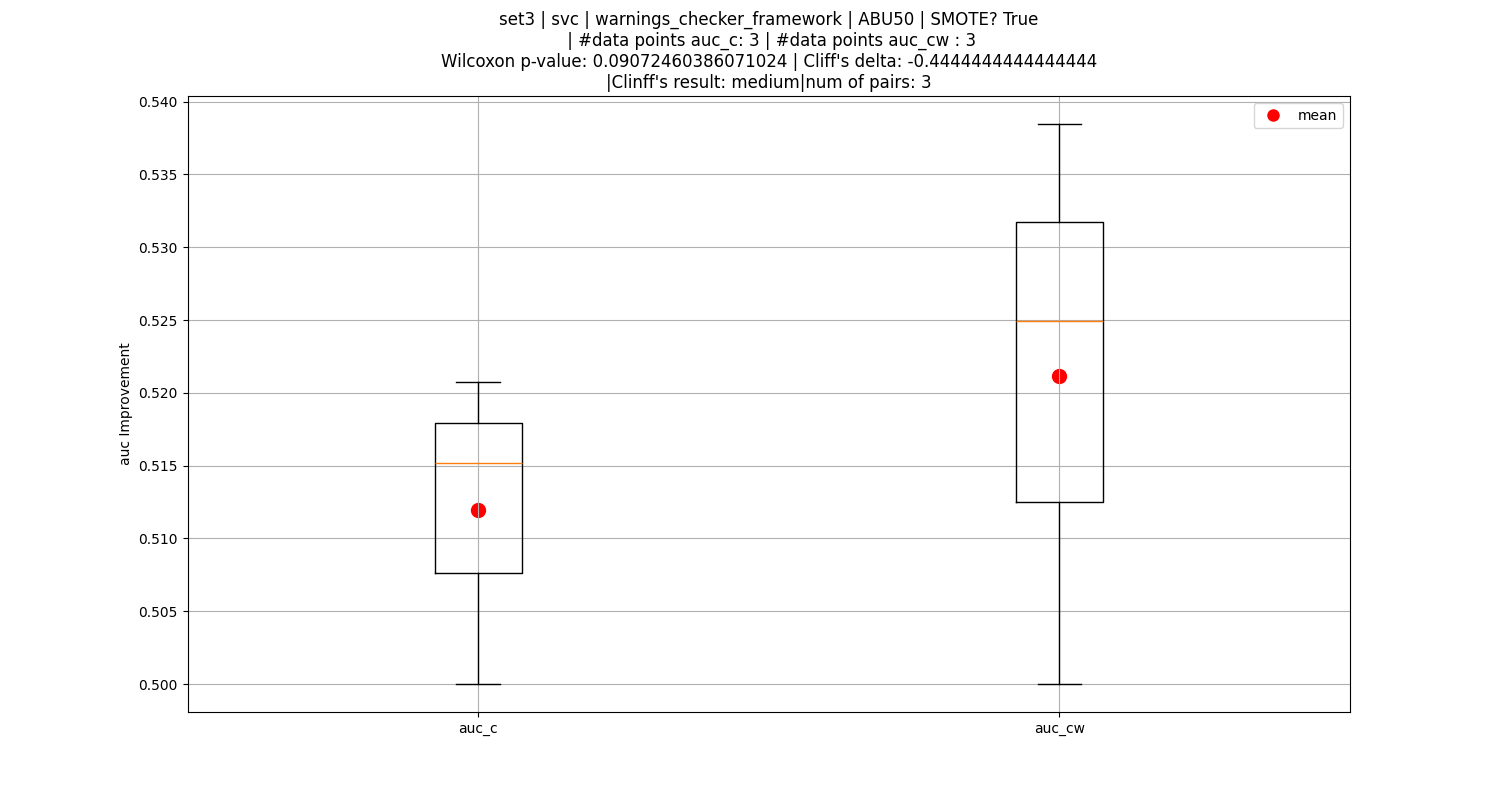 set3 | svc | warnings_checker_framework | ABU50 | SMOTE? True
| #data points auc_c: 3 | #data points auc_cw : 3
Wilcoxon p-value: 0.09072460386071024 | Cliff's delta: -0.4444444444444444
|Clinff's result: medium|num of pairs: 3
mean
0.540
0.535
0.530
0.525
0.520
0.515
0.510
0.505
0.500
auc Improvement
auc_c
auc_cw